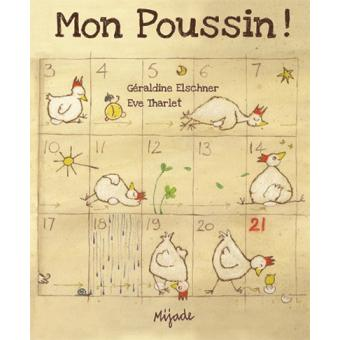 Mon Poussin !
3 4 5 6 7
Géraldine Elschner
Eve Tharlet
10 11 12 13 14
17 18 19 20 21
Mijade